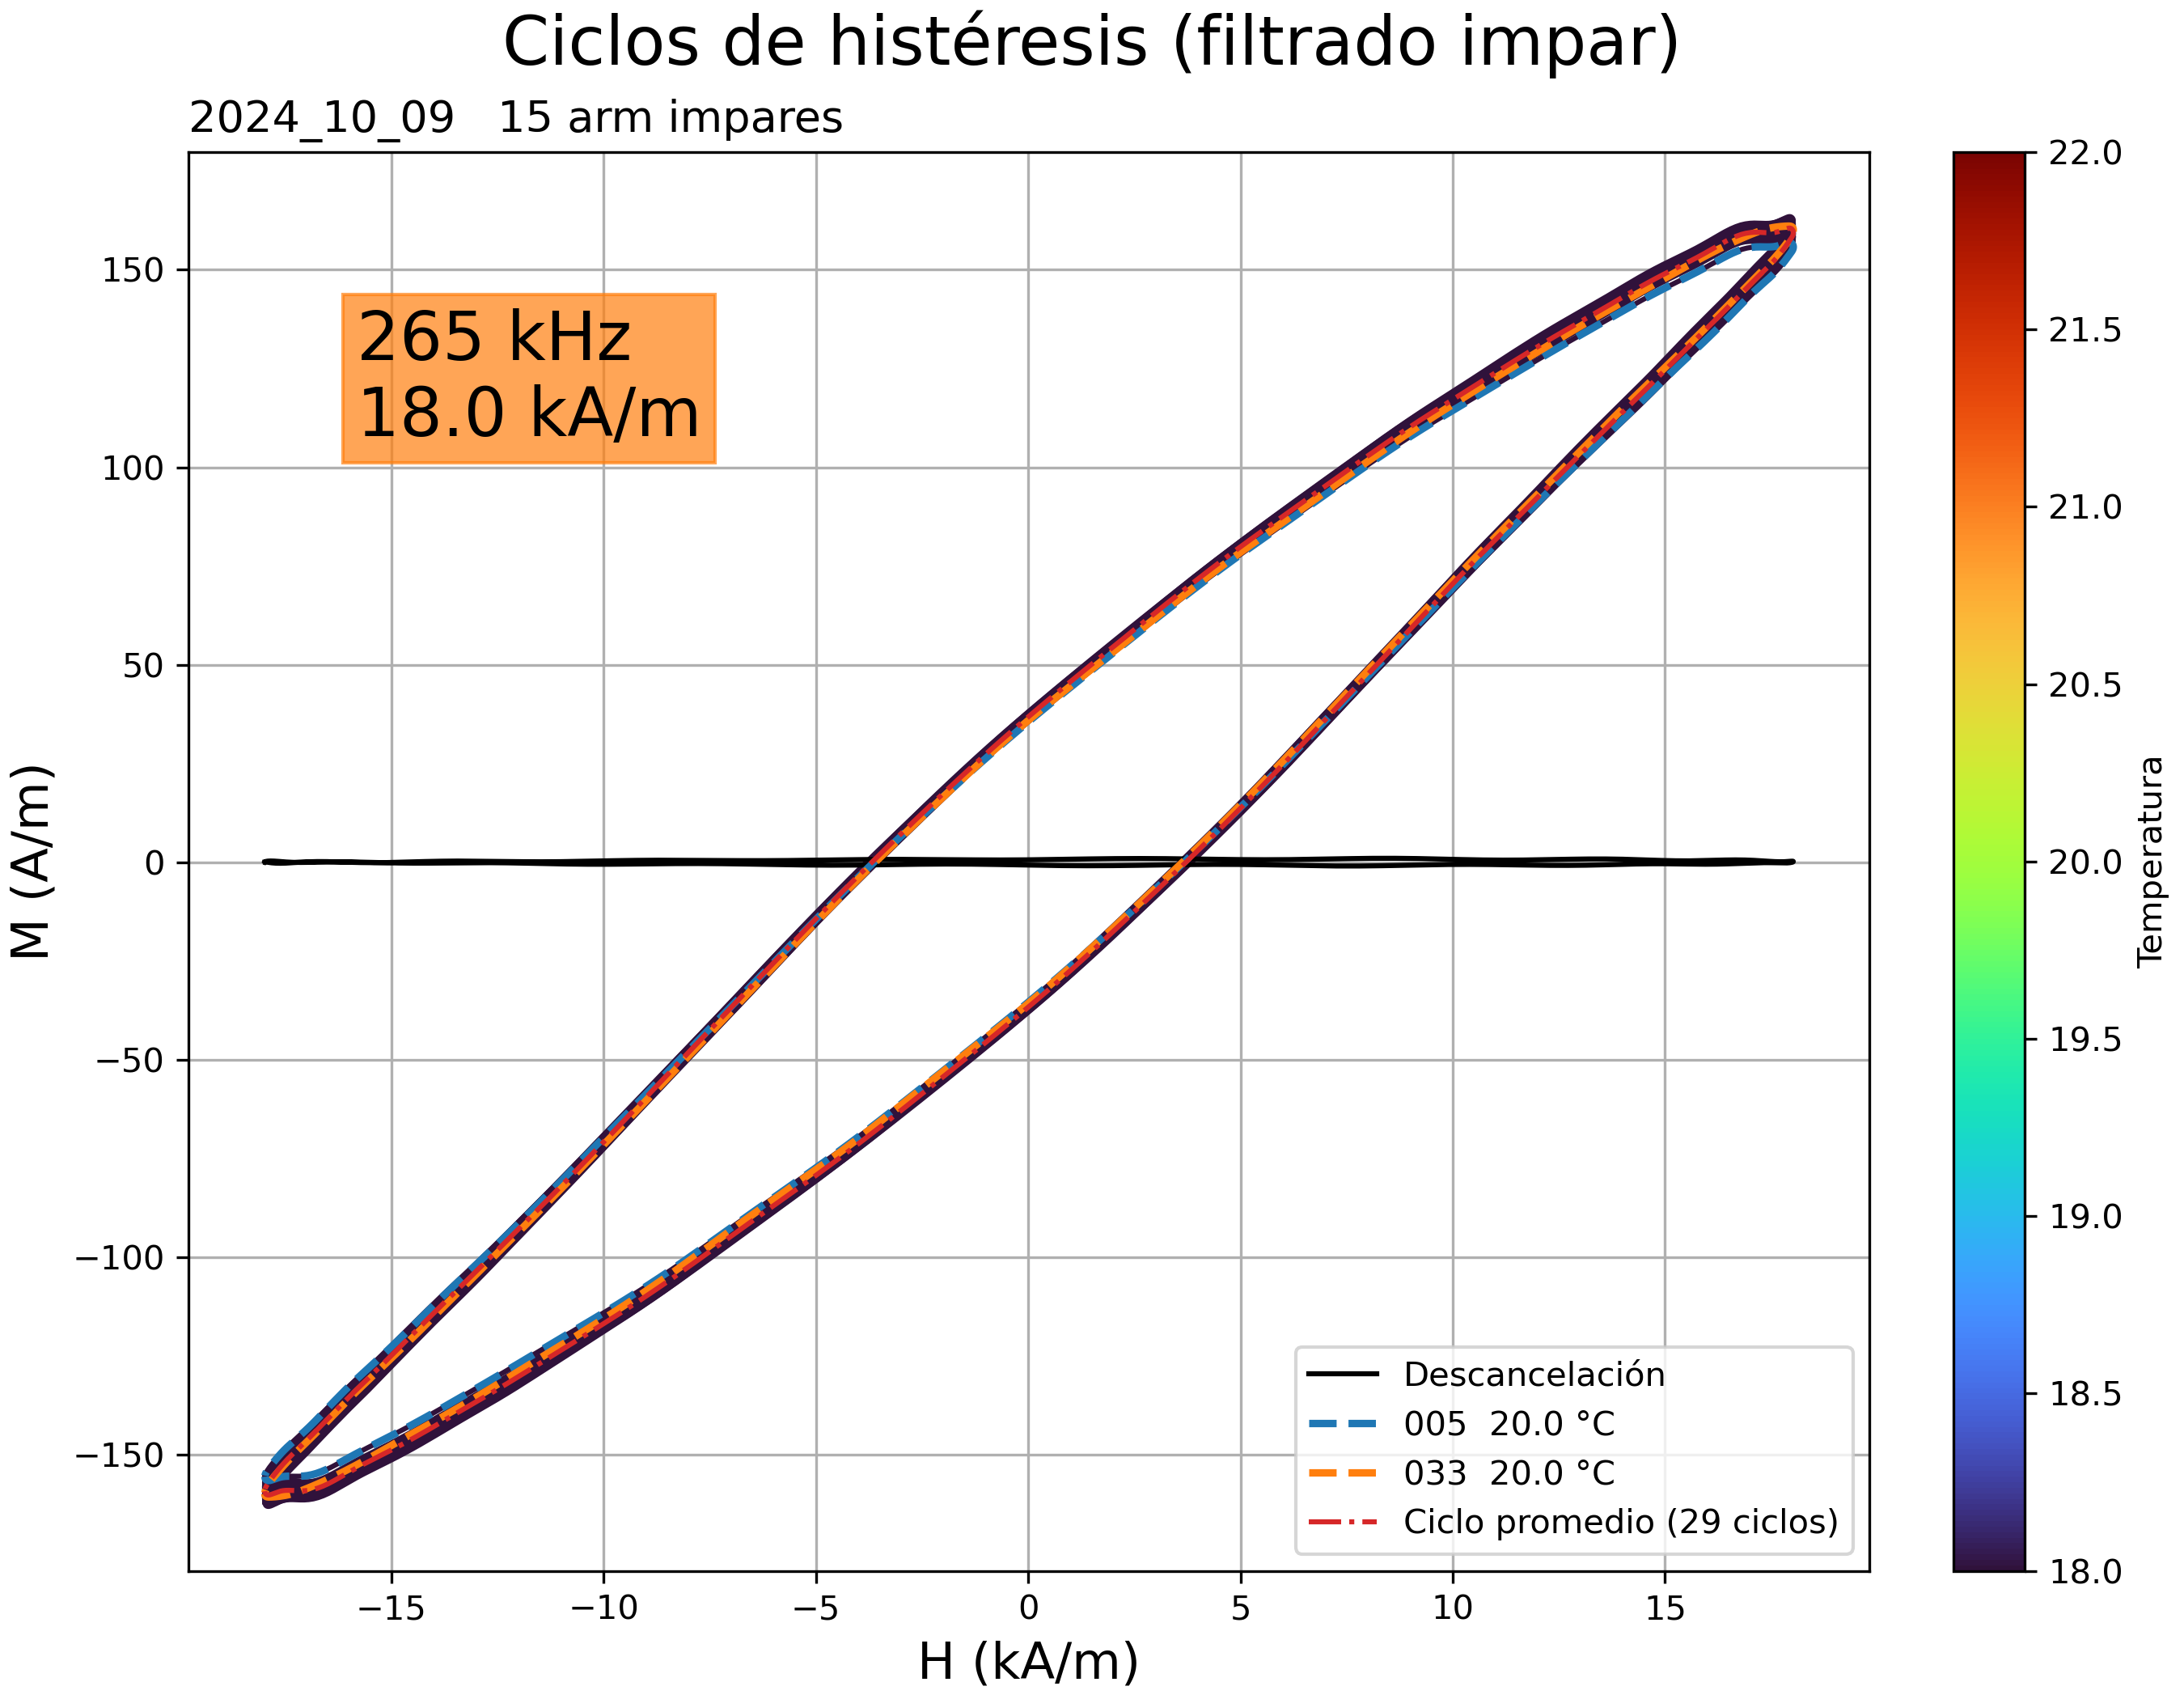 Ciclos de histéresis (filtrado impar)
2024_10_09   15 arm impares
265 kHz
18.0 kA/m
M (A/m)
150
100
50
0
−50
−100
−150
−15
−10
−5
0
5
10
15
H (kA/m)
Descancelación
005  20.0 °C
033  20.0 °C
Ciclo promedio (29 ciclos)
22.0
21.5
21.0
20.5
20.0
19.5
19.0
18.5
18.0
Temperatura